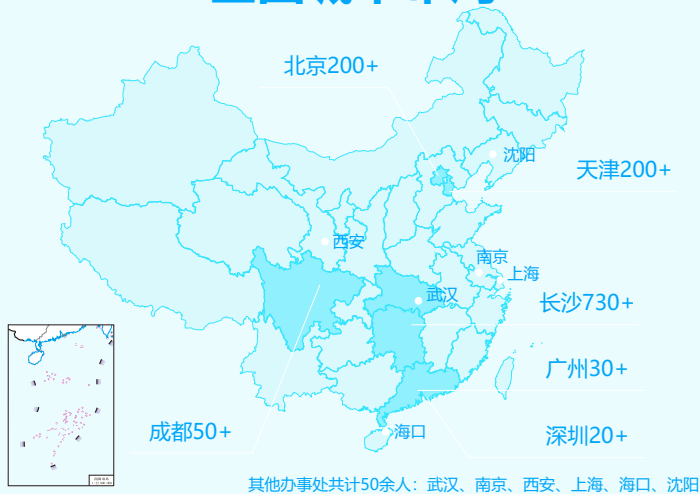 北京200+
沈阳
天津200+
西安
南京
上海
武汉
长沙730+
广州30+
成都50+
海口
深圳20+
其他办事处共计50余人：武汉、南京、西安、上海、海口、沈阳